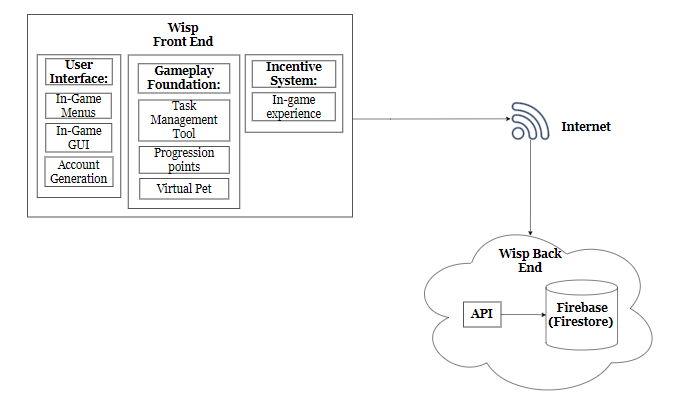 Wisp
Front End
User
Interface:
In-Game
Menus
In-Game
GUI
Account
Generation
Gameplay
Foundation:
Task
Management
Tool
Progression
points
Virtual Pet
Incentive
System:
In-game
experience
Internet
Wisp Back
End
API
Firebase
(Firestore)